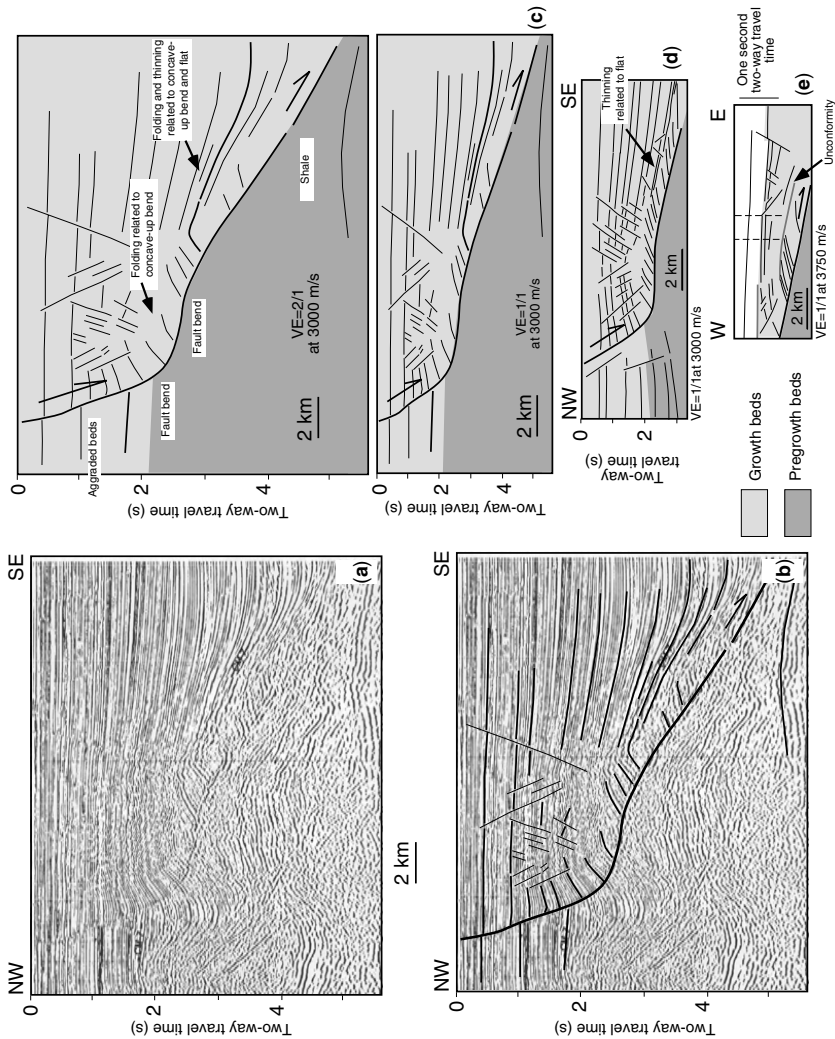 NW
SE
0
2
4
Two-way travel time (s)
(a)
2 km
NW
SE
0
2
4
Two-way travel time (s)
(b)
0
2
4
Two-way travel time (s)
Aggraded beds
Folding related to
concave-up bend
Folding and thinning
related to concave-
up bend and flat
Fault bend
Fault bend
Shale
VE=2/1
at 3000 m/s
2 km
0
2
4
Two-way travel time (s)
2 km
VE=1/1
at 3000 m/s
(c)
NW
SE
0
2
Two-way
travel time (s)
Thinning
related to flat
2 km
VE=1/1at 3000 m/s
(d)
W
E
One second
two-way travel
time
2 km
VE=1/1at 3750 m/s
Unconformity
(e)
Growth beds
Pregrowth beds